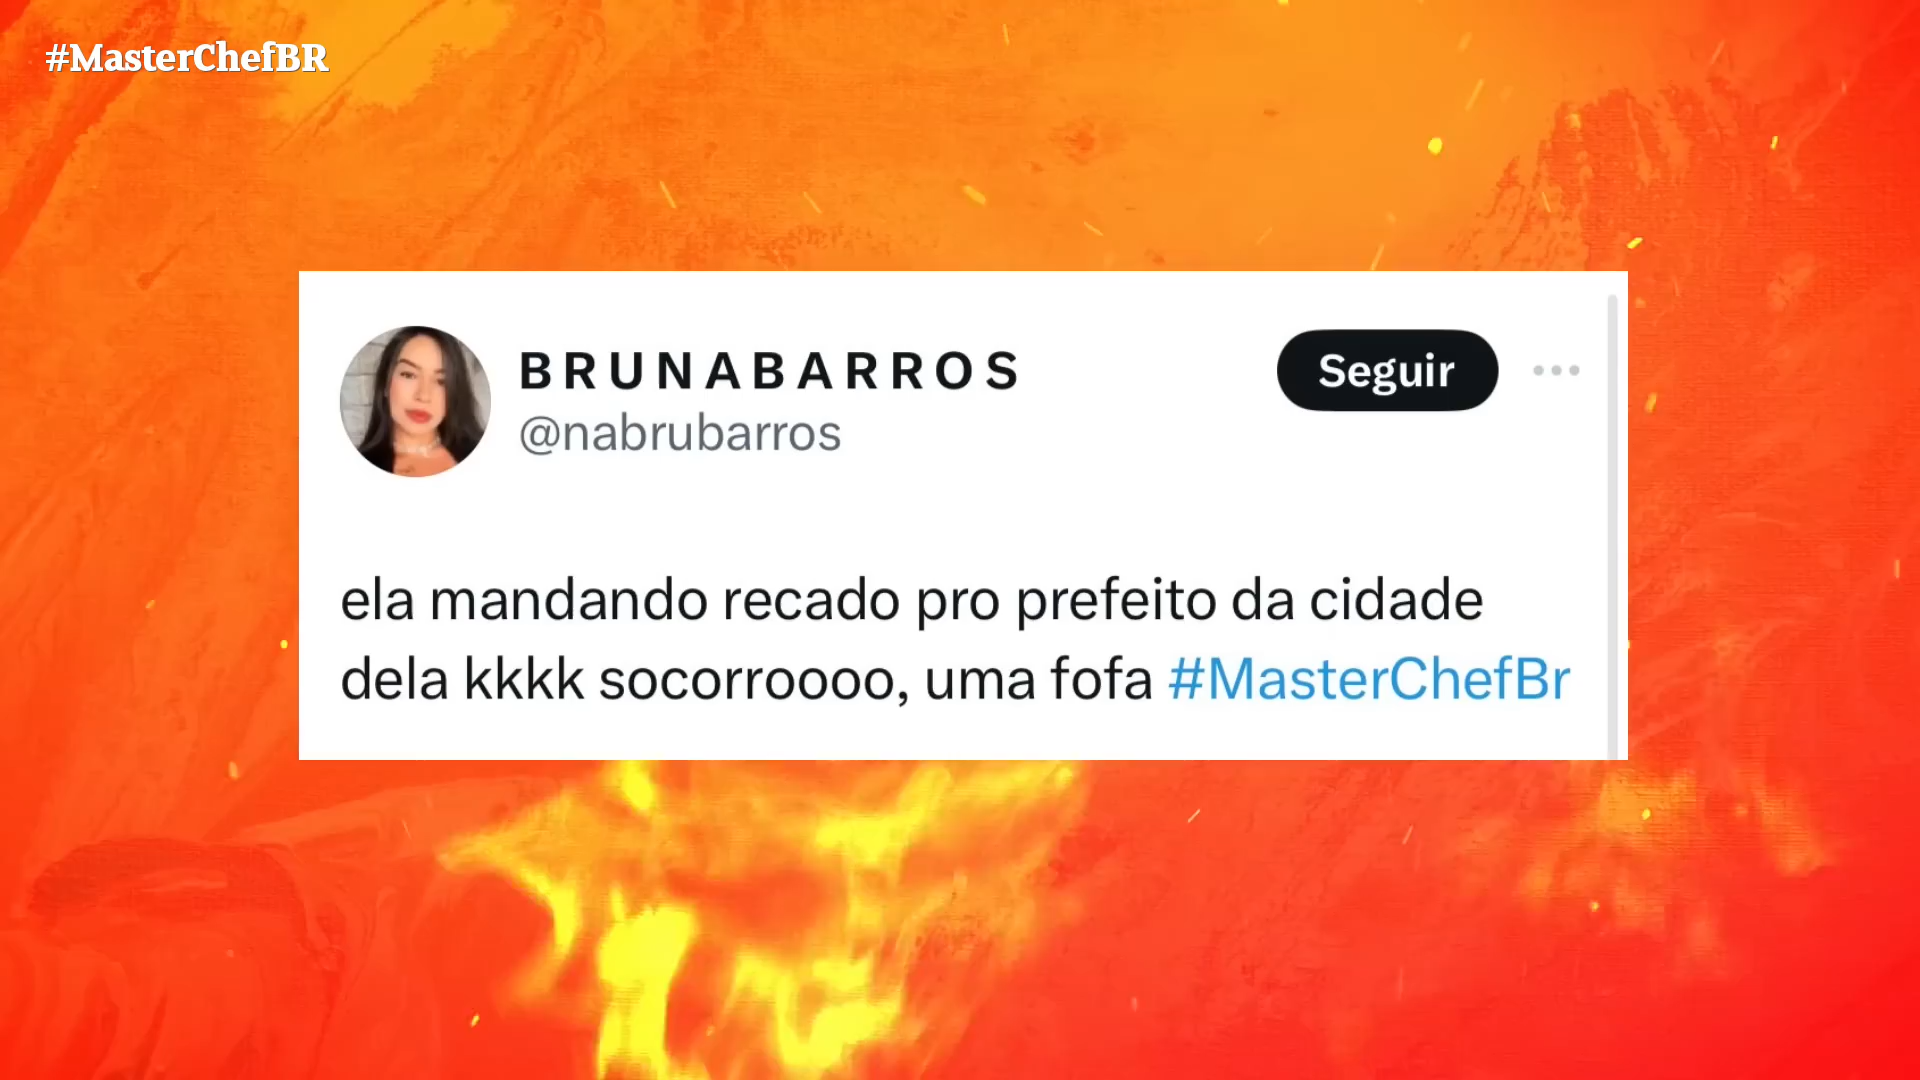 #MasterChefBR
BRUNABARROS
Seguir
@nabrubarros
ela mandando recado pro prefeito da cidade
dela kkkk socorroooo, uma fofa #MasterChefBr